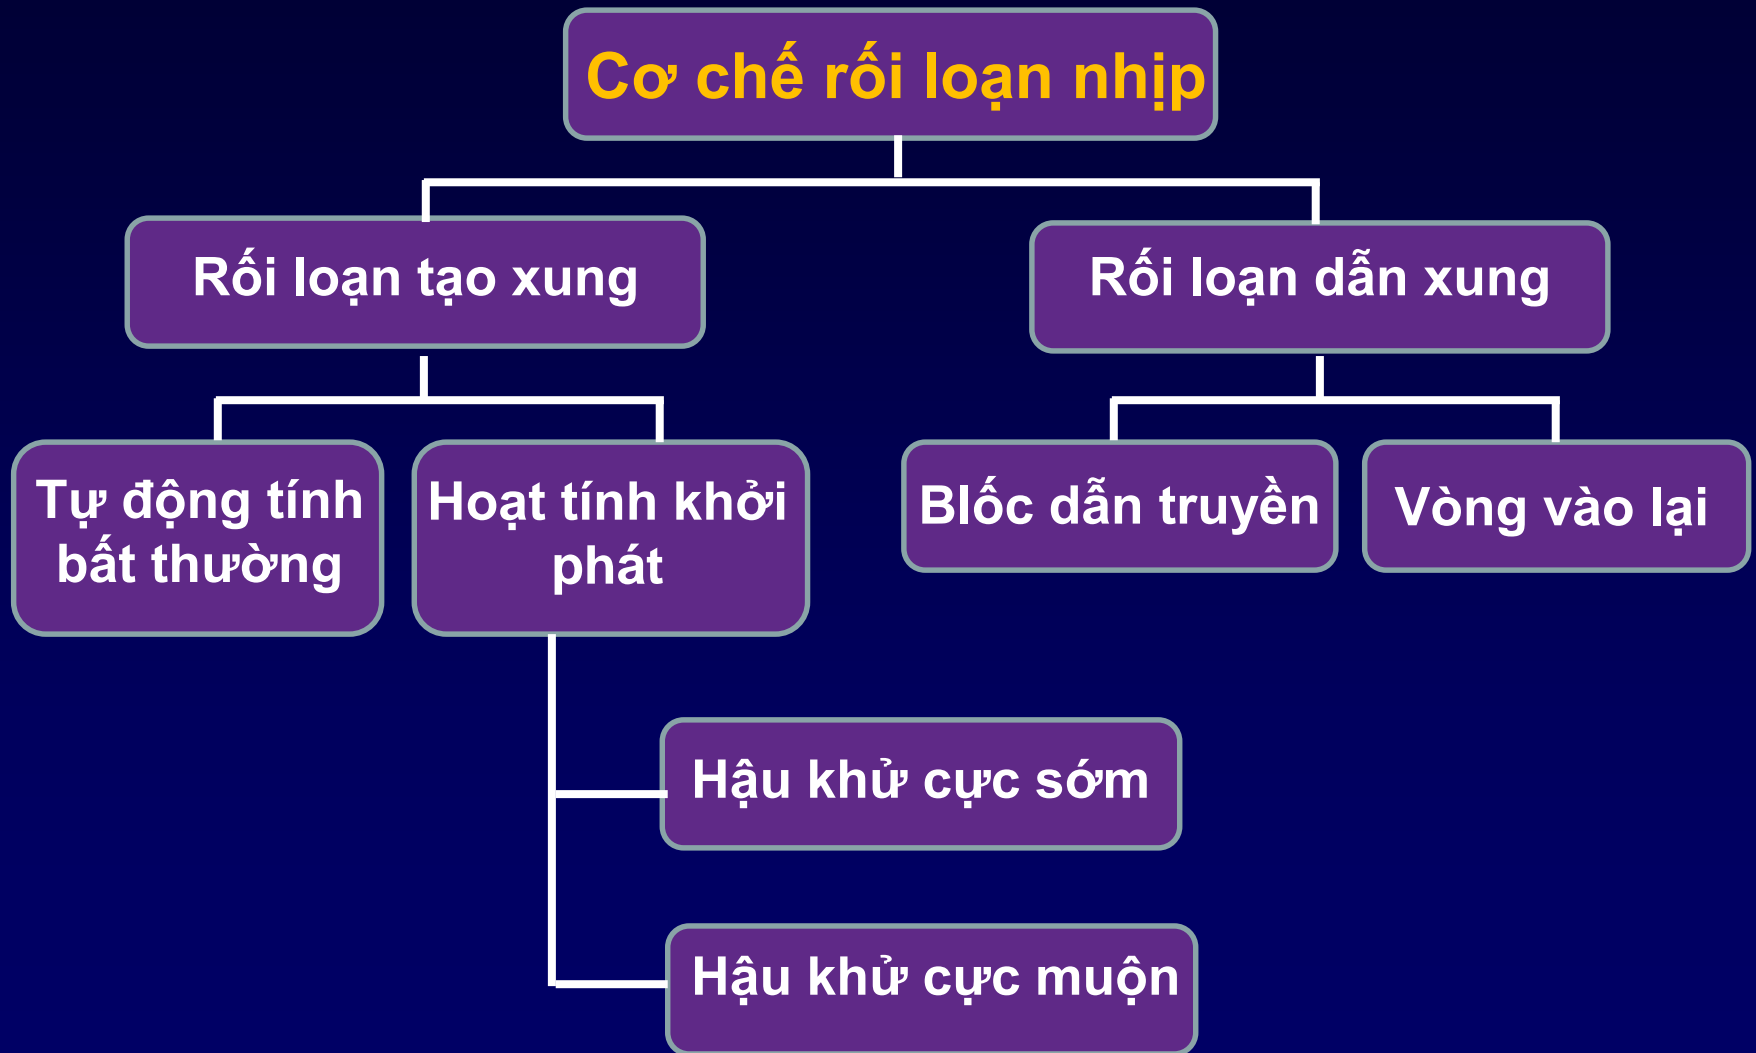 Cơ chế rối loạn nhịp
Rối loạn tạo xung
Rối loạn dẫn xung
Tự động tính
bất thường
Hoạt tính khởi
phát
Blốc dẫn truyền
Vòng vào lại
Hậu khử cực sớm
Hậu khử cực muộn